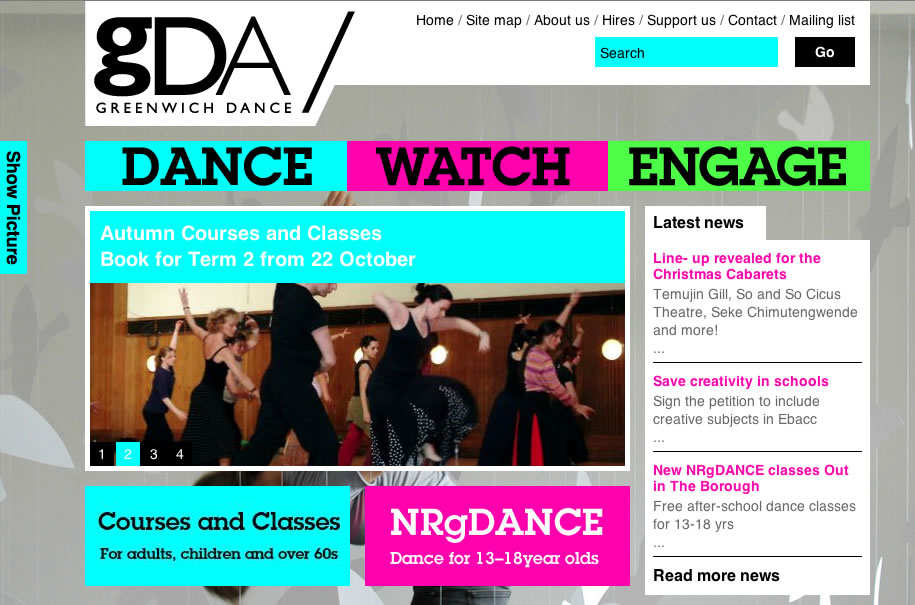 gDA/
GREENWICH DANCE
Home / Site map / About us / Hires / Support us / Contact / Mailing list
Search
Go
Show Picture
DANCE
WATCH
ENGAGE
Autumn Courses and Classes
Book for Term 2 from 22 October
1 2 3 4
Courses and Classes
For adults, children and over 60s
NRgDANCE
Dance for 13–18year olds
Latest news
Line- up revealed for the
Christmas Cabarets
Temujin Gill, So and So Cicus
Theatre, Seke Chimutengwende
and more!
...
Save creativity in schools
Sign the petition to include
creative subjects in Ebacc
...
New NRgDANCE classes Out
in The Borough
Free after-school dance classes
for 13-18 yrs
...
Read more news